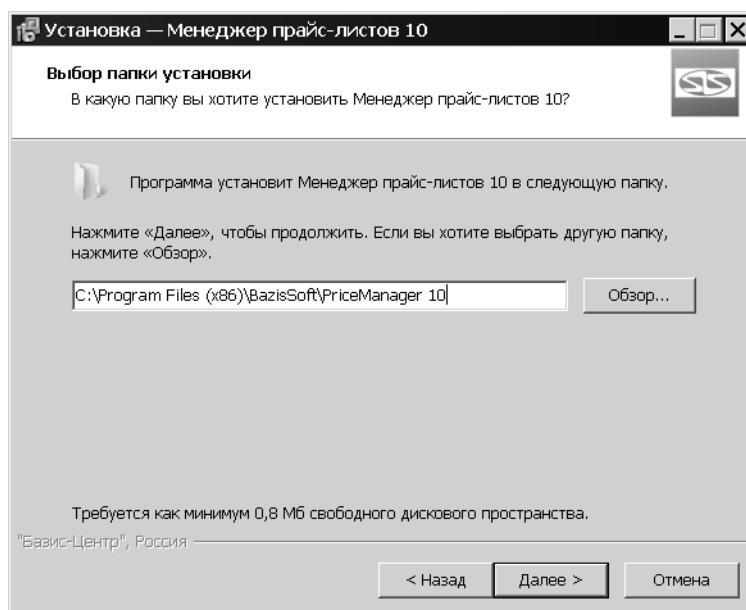 Установка — Менеджер прайс-листов 10
Выбор папки установки
В какую папку вы хотите установить Менеджер прайс-листов 10?
Программа установит Менеджер прайс-листов 10 в следующую папку.
Нажмите «Далее», чтобы продолжить. Если вы хотите выбрать другую папку,
нажмите «Обзор».
C:\Program Files (x86)\BazisSoft\PriceManager 10
Обзор...
Требуется как минимум 0,8 Мб свободного дискового пространства.
"Базис-Центр", Россия
< Назад
Далее >
Отмена